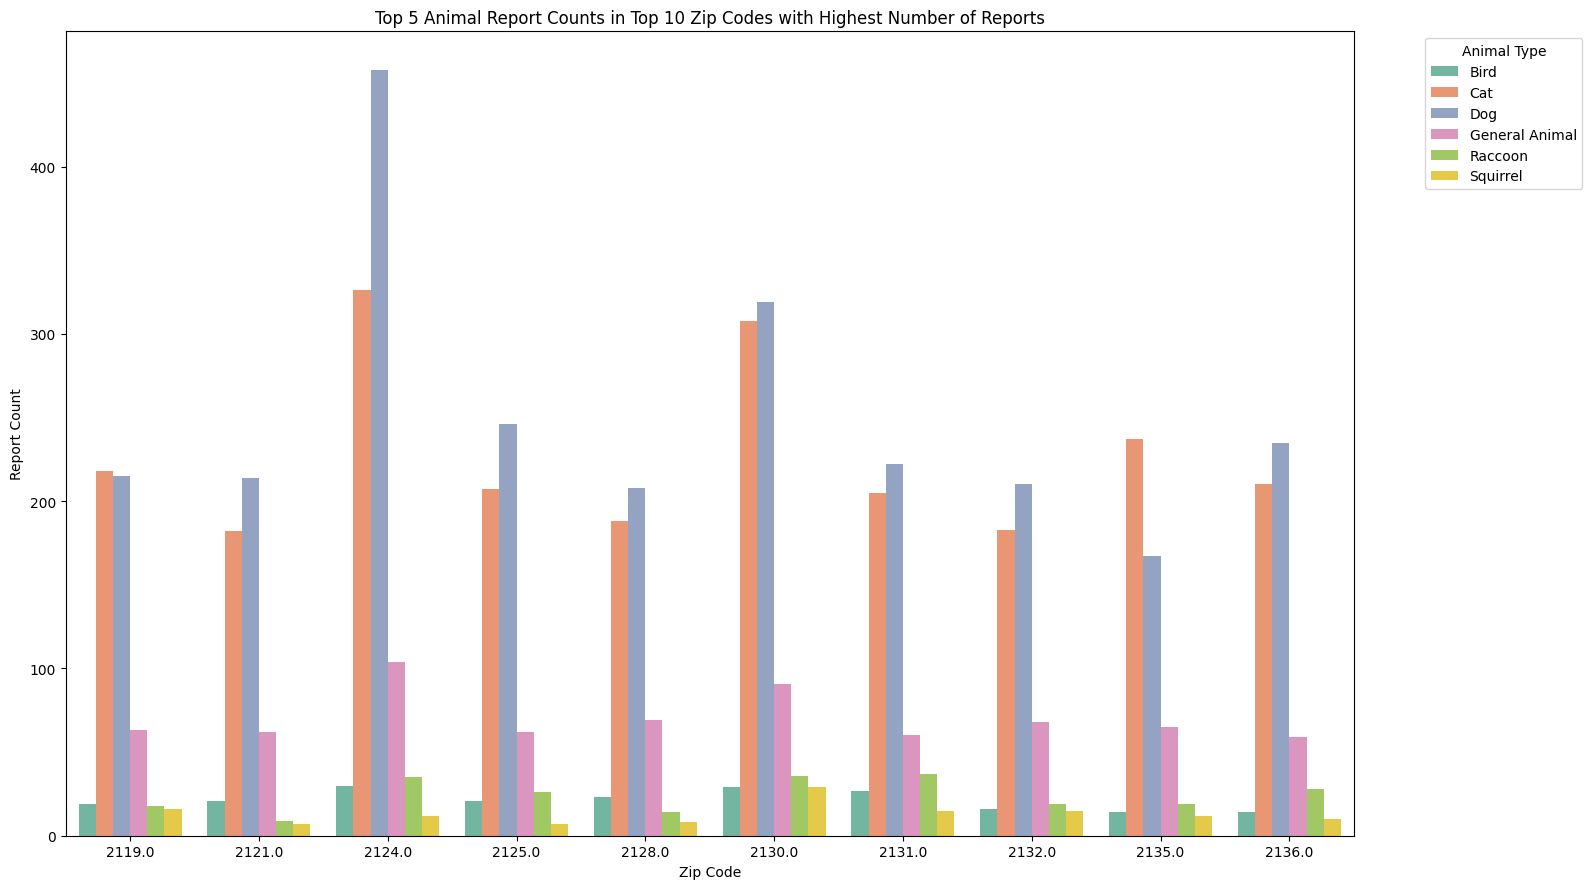 Top 5 Animal Report Counts in Top 10 Zip Codes with Highest Number of Reports
Animal Type
Bird
Cat
Dog
General Animal
Raccoon
Squirrel
Report Count
400
300
200
100
0
2119.0 2121.0 2124.0 2125.0 2128.0 2130.0 2131.0 2132.0 2135.0 2136.0
Zip Code